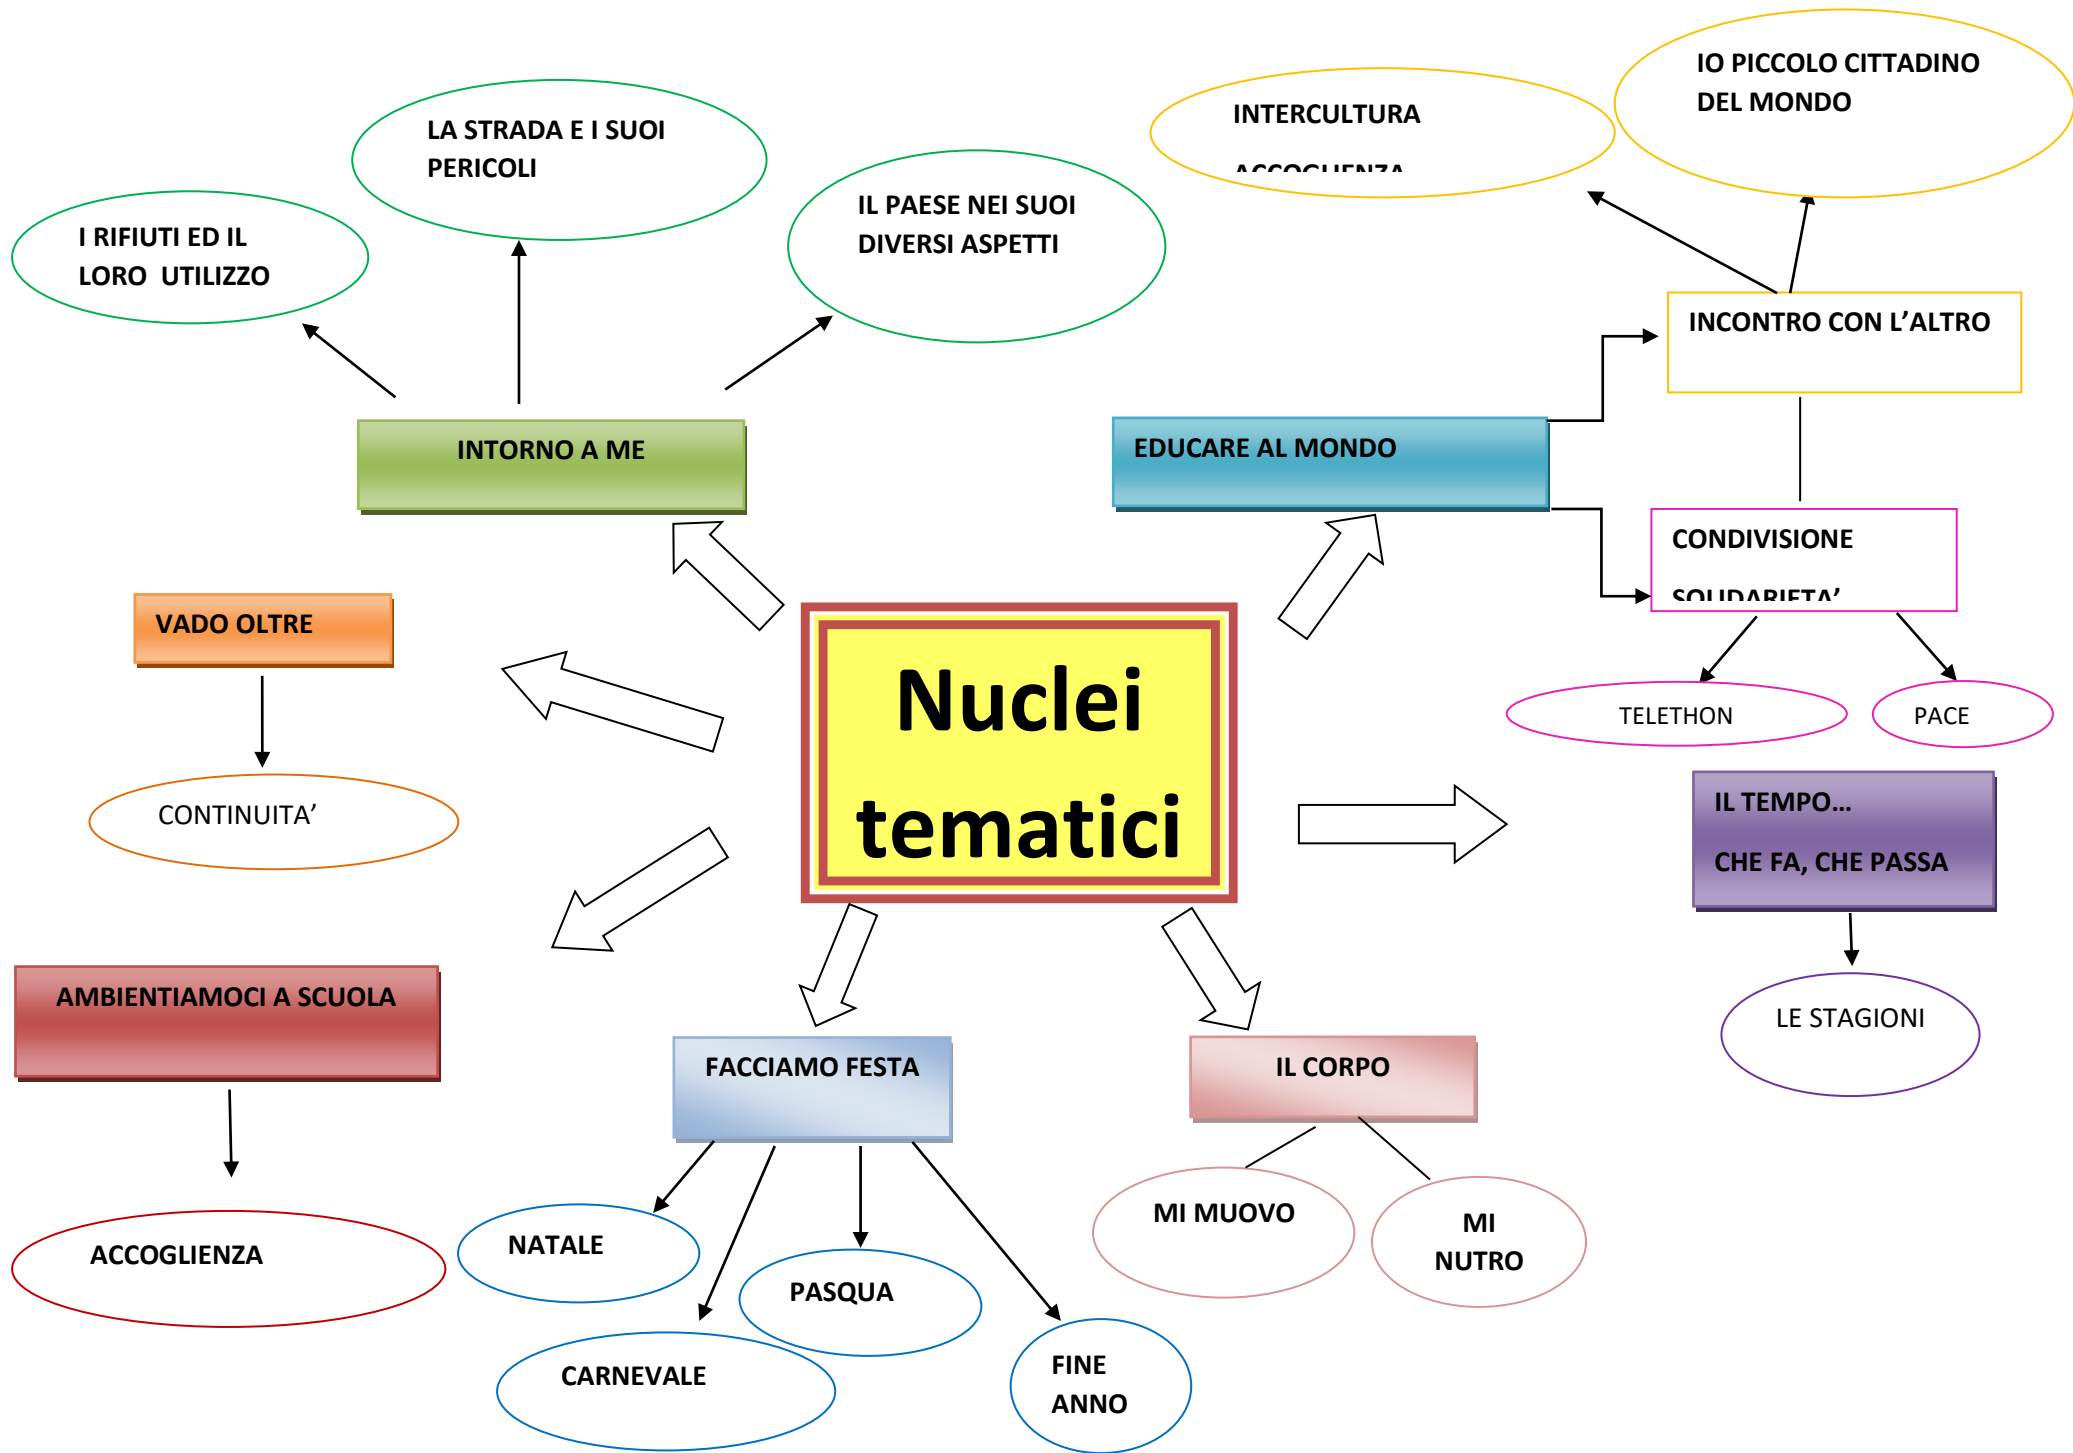 IO PICCOLO CITTADINO
DEL MONDO
INTERCULTURA
ACCOGLIENZA
LA STRADA E I SUOI
PERICOLI
IL PAESE NEI SUOI
DIVERSI ASPETTI
I RIFIUTI ED IL
LORO UTILIZZO
INCONTRO CON L’ALTRO
INTORNO A ME
EDUCARE AL MONDO
CONDIVISIONE
SOLIDARIETA’
VADO OLTRE
Nuclei
tematici
TELETHON
PACE
CONTINUITA’
IL TEMPO...
CHE FA, CHE PASSA
AMBIENTIAMOCI A SCUOLA
LE STAGIONI
FACCIAMO FESTA
IL CORPO
ACCOGLIENZA
NATALE
PASQUA
CARNEVALE
FINE
ANNO
MI MUOVO
MI
NUTRO